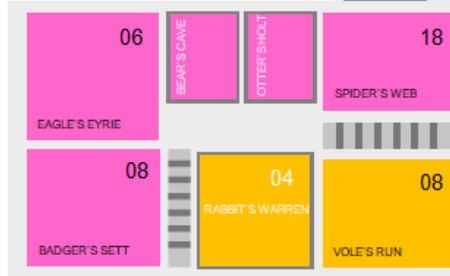 06
EAGLE'S EYRIE
BEAR'S CAVE
OTTER'S HOLT
18
SPIDER'S WEB
08
BADGER'S SETT
04
RABBIT'S WARREN
08
VOLE'S RUN